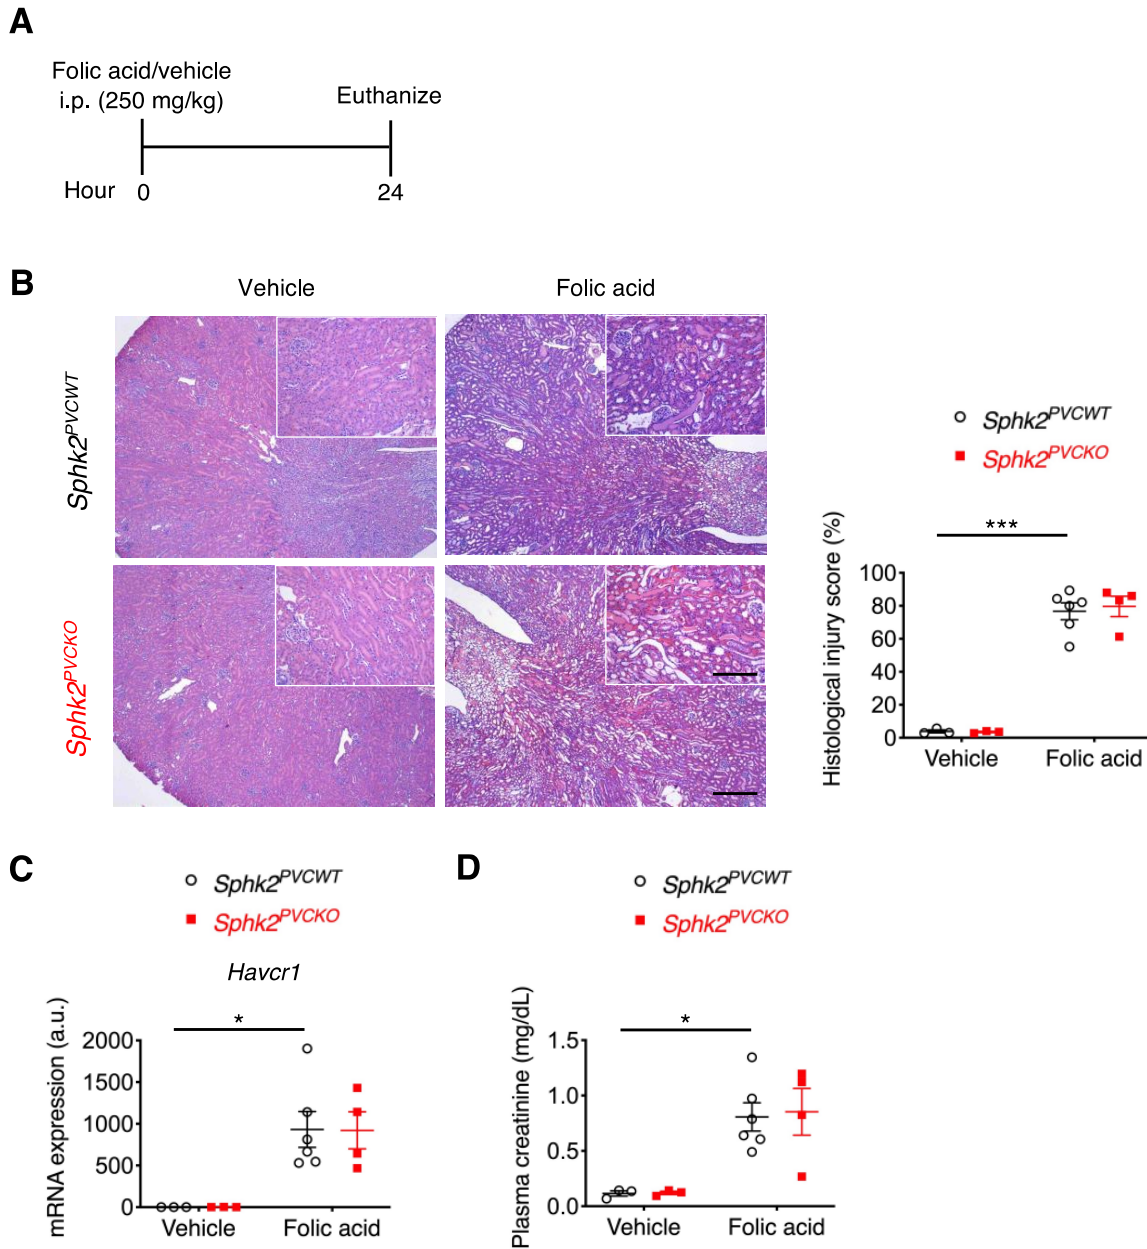 A
Folic acid/vehicle
i.p. (250 mg/kg)
Euthanize
Hour 0 24
B
Vehicle Folic acid
Sphk2PVCWT
Sphk2PVCKO
Sphk2PVCWT
Sphk2PVCKO
***
Histological injury score (%)
100
80
60
40
20
0
Vehicle Folic acid
C
Sphk2PVCWT
Sphk2PVCKO
Havcr1
*
mRNA expression (a.u.)
2000
1500
1000
500
0
Vehicle Folic acid
D
Sphk2PVCWT
Sphk2PVCKO
*
Plasma creatinine (mg/dL)
1.5
1.0
0.5
0.0
Vehicle Folic acid